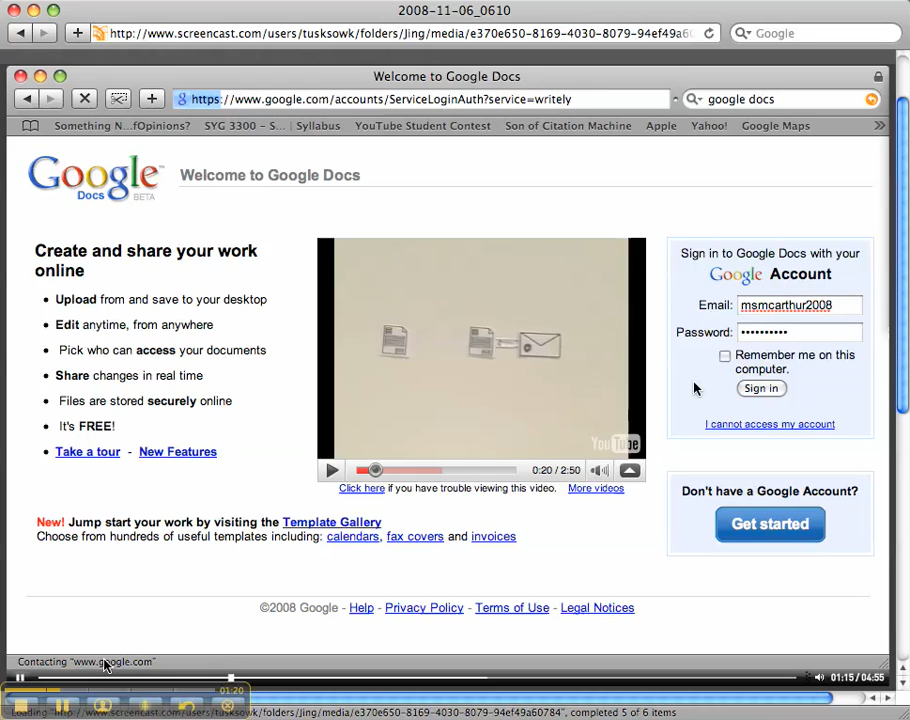 2008-11-06_0610
http://www.screencast.com/users/tusksowk/folders/Jing/media/e370e650-8169-4030-8079-94ef49a6
Google
Welcome to Google Docs
https://www.google.com/accounts/ServiceLoginAuth?service=writely
google docs
Something N...fOpinions? SYG 3300 - S... | Syllabus YouTube Student Contest Son of Citation Machine Apple Yahoo! Google Maps
Google™
Docs BETA
Welcome to Google Docs
Create and share your work
online
Upload from and save to your desktop
Edit anytime, from anywhere
Pick who can access your documents
Share changes in real time
Files are stored securely online
It's FREE!
Take a tour - New Features
YouTube
0:20 / 2:50
Click here if you have trouble viewing this video. More videos
Sign in to Google Docs with your
Google Account
Email: msmcarthur2008
Password: ••••••••••
Remember me on this
computer.
Sign in
I cannot access my account
Don't have a Google Account?
Get started
New! Jump start your work by visiting the Template Gallery
Choose from hundreds of useful templates including: calendars, fax covers and invoices
©2008 Google - Help - Privacy Policy - Terms of Use - Legal Notices
Contacting "www.google.com"
01:20
01:15 / 04:55
Loading "http://www.screencast.com/users/tusksowk/folders/Jing/media/e370e650-8169-4030-8079-94ef49a60784", completed 5 of 6 items